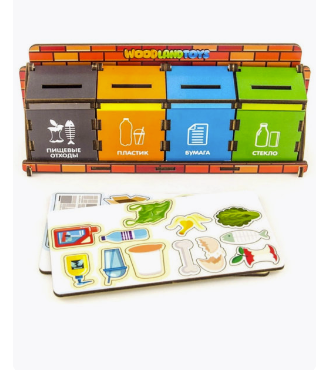 WOODLANDTOYS
ПИЩЕВЫЕ
ОТХОДЫ
ПЛАСТИК
БУМАГА
СТЕКЛО